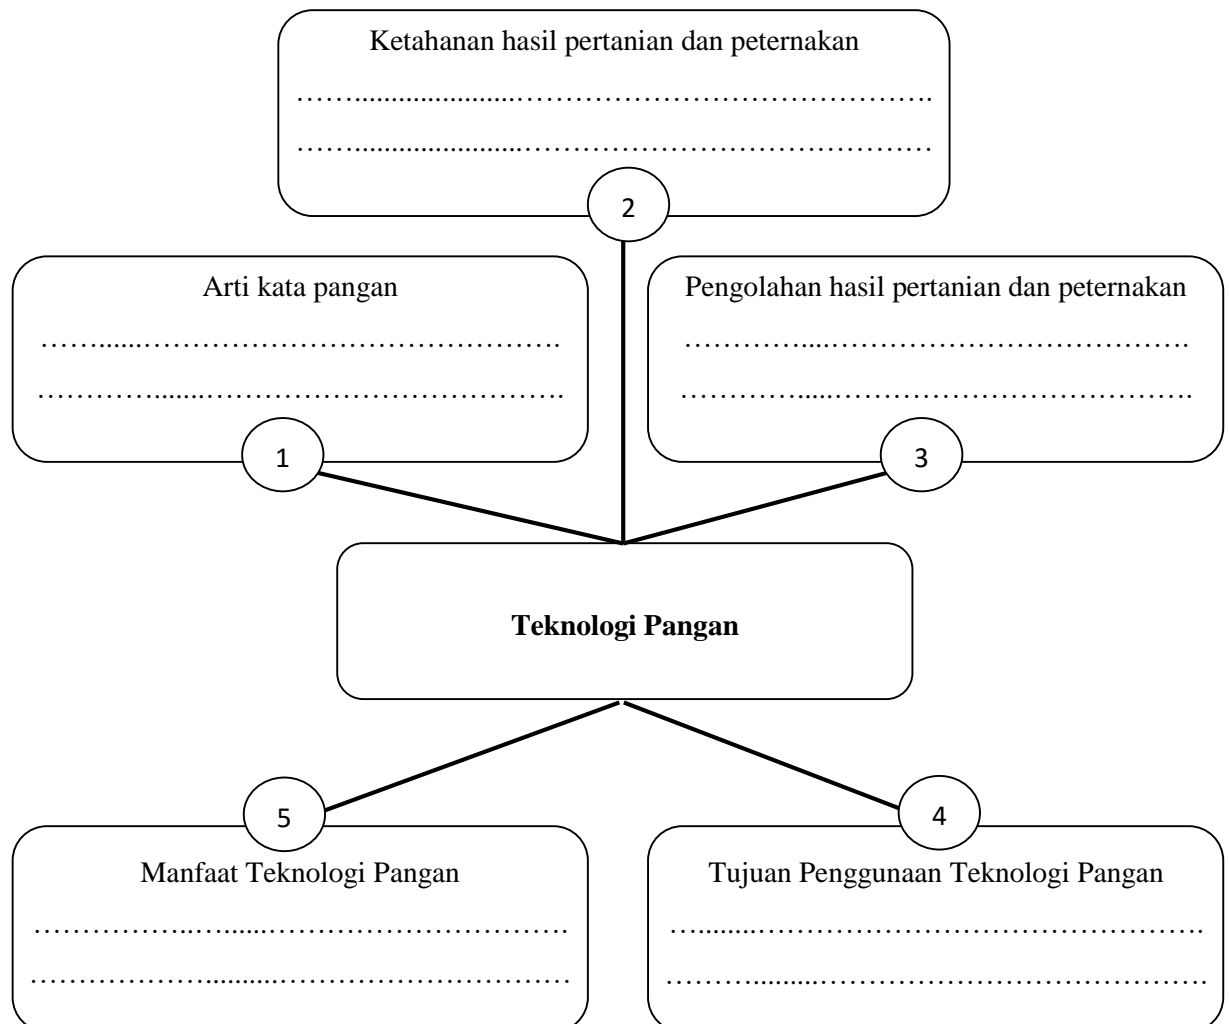 Ketahanan hasil pertanian dan peternakan
……......................…………………………………………….
……......................……………………………………………
2
Arti kata pangan
……......…………………………………………….
………….......……………………………………….
1
Pengolahan hasil pertanian dan peternakan
…………....…………………………………….
…………....…………………………………….
3
Teknologi Pangan
5
Manfaat Teknologi Pangan
……………..…......……………………………….
……………….........………………………………
4
Tujuan Penggunaan Teknologi Pangan
….......……………………………………………….
……….........…………………………………………….